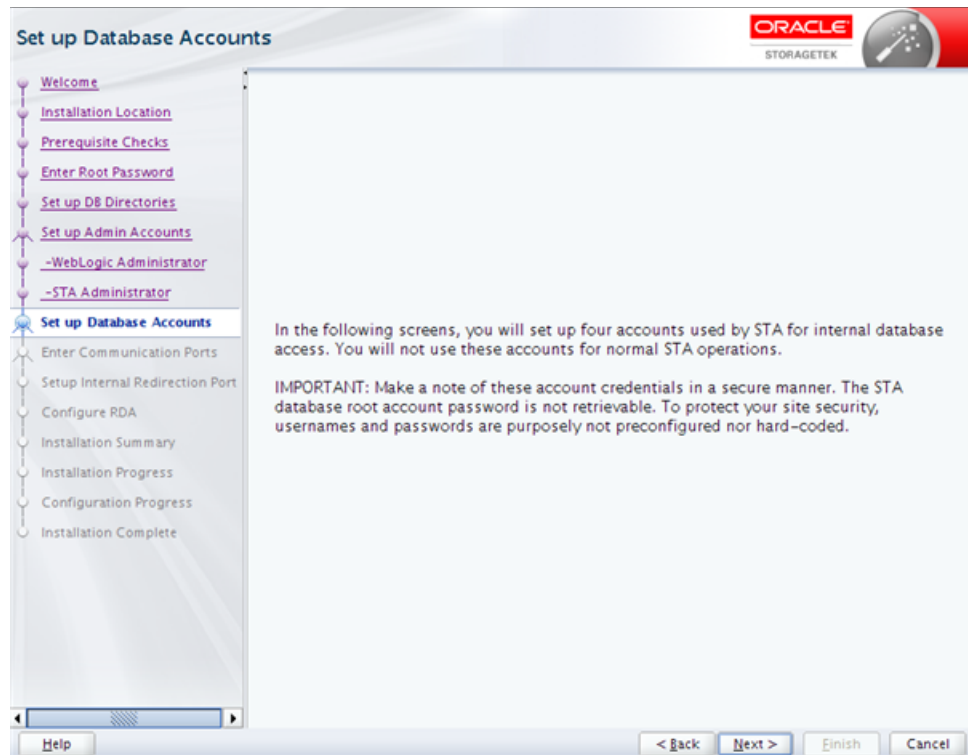 Set up Database Accounts
ORACLE
STORAGETEK
Welcome
Installation Location
Prerequisite Checks
Enter Root Password
Set up DB Directories
Set up Admin Accounts
-WebLogic Administrator
-STA Administrator
Set up Database Accounts
Enter Communication Ports
Setup Internal Redirection Port
Configure RDA
Installation Summary
Installation Progress
Configuration Progress
Installation Complete
In the following screens, you will set up four accounts used by STA for internal database
access. You will not use these accounts for normal STA operations.
IMPORTANT: Make a note of these account credentials in a secure manner. The STA
database root account password is not retrievable. To protect your site security,
usernames and passwords are purposely not preconfigured nor hard-coded.
Help
< Back
Next >
Finish
Cancel